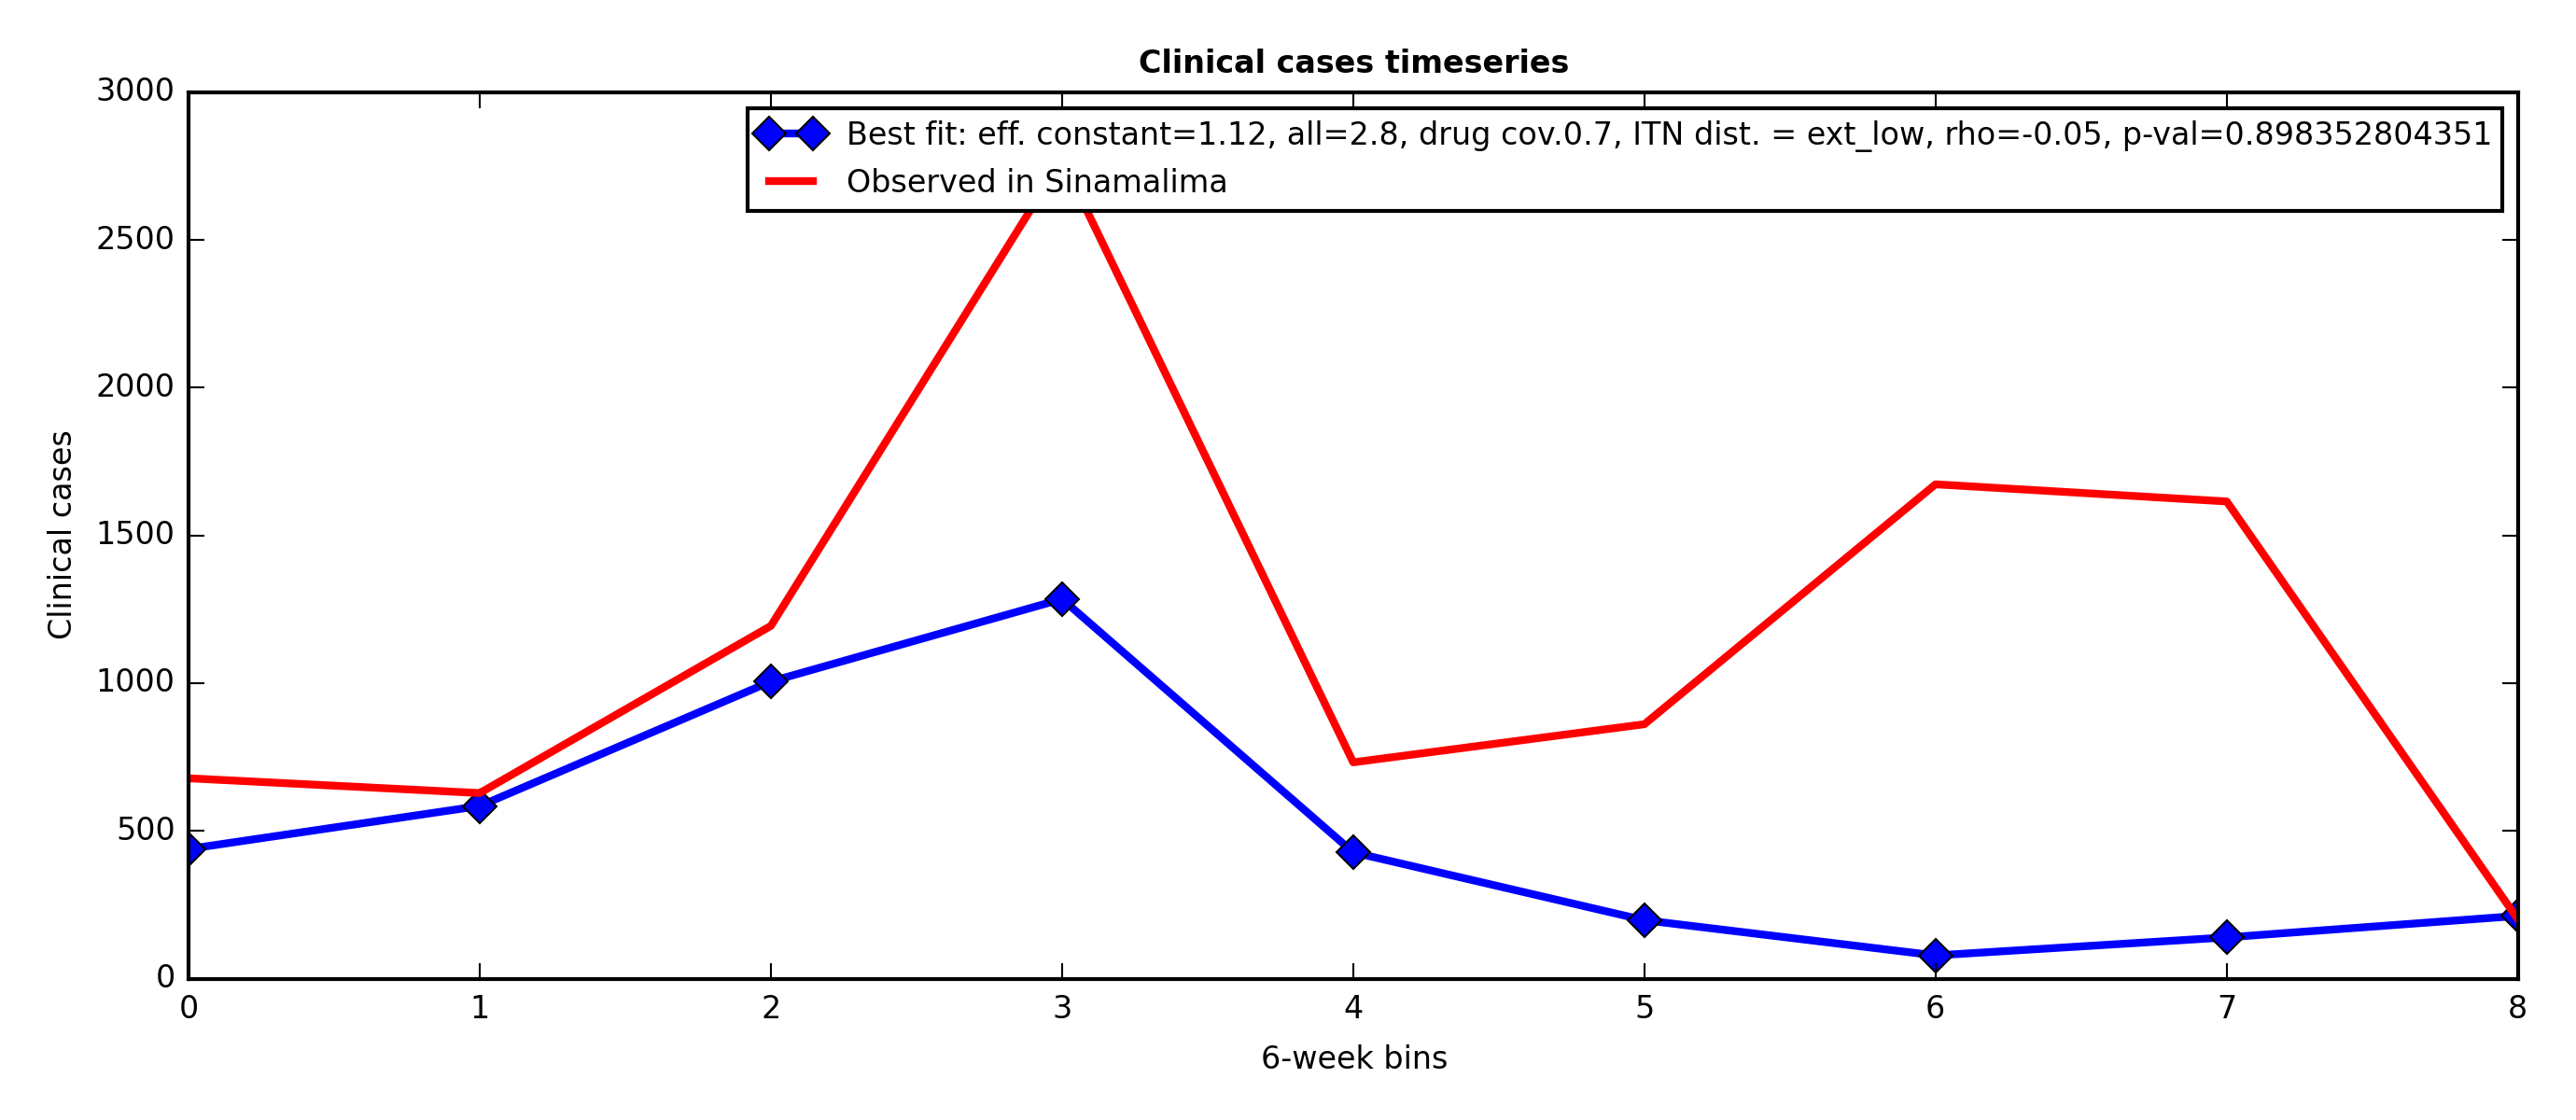 Clinical cases timeseries
3000
2500
2000
1500
1000
500
0
Clinical cases
Best fit: eff. constant=1.12, all=2.8, drug cov.0.7, ITN dist. = ext_low, rho=-0.05, p-val=0.898352804351
Observed in Sinamalima
0 1 2 3 4 5 6 7 8
6-week bins